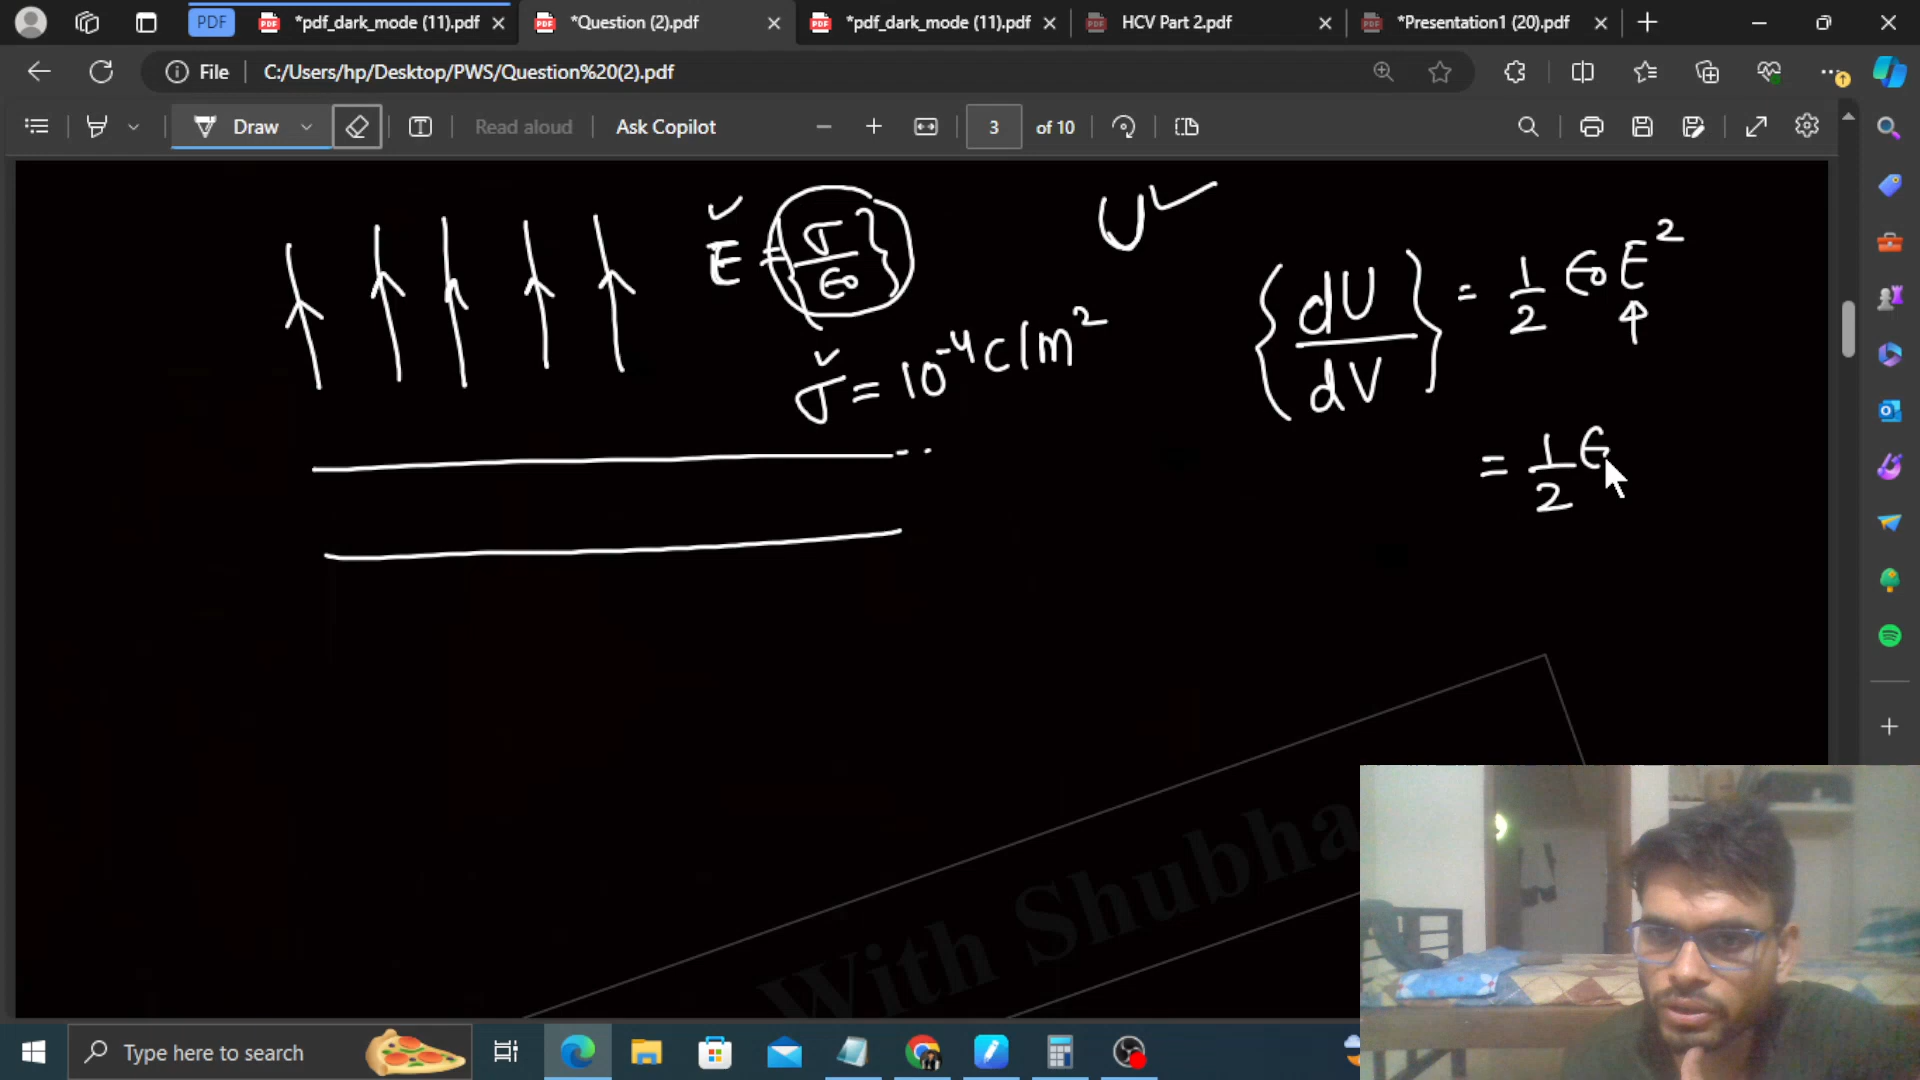 PDF
*pdf_dark_mode (11).pdf
*Question (2).pdf
*pdf_dark_mode (11).pdf
HCV Part 2.pdf
*Presentation1 (20).pdf
File
C:/Users/hp/Desktop/PWS/Question%20(2).pdf
Draw
Read aloud
Ask Copilot
3 of 10
E = σ/ε₀ }
U
{ dU/dV } = 1/2 ε₀ E²
σ = 10⁻⁴ C/m²
= 1/2 ε
With Shubha
Type here to search